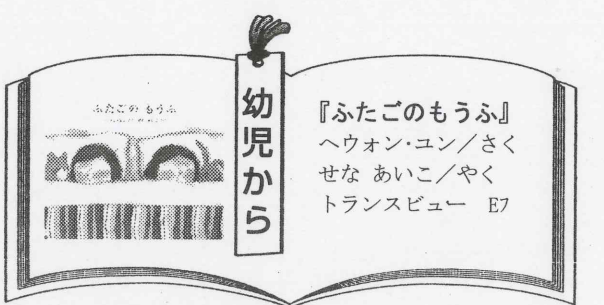 ふたごの もうふ
幼児から
『ふたごのもうふ』
ヘウォン・ユン／さく
せな あいこ／やく
トランスビュー　Eﾌ